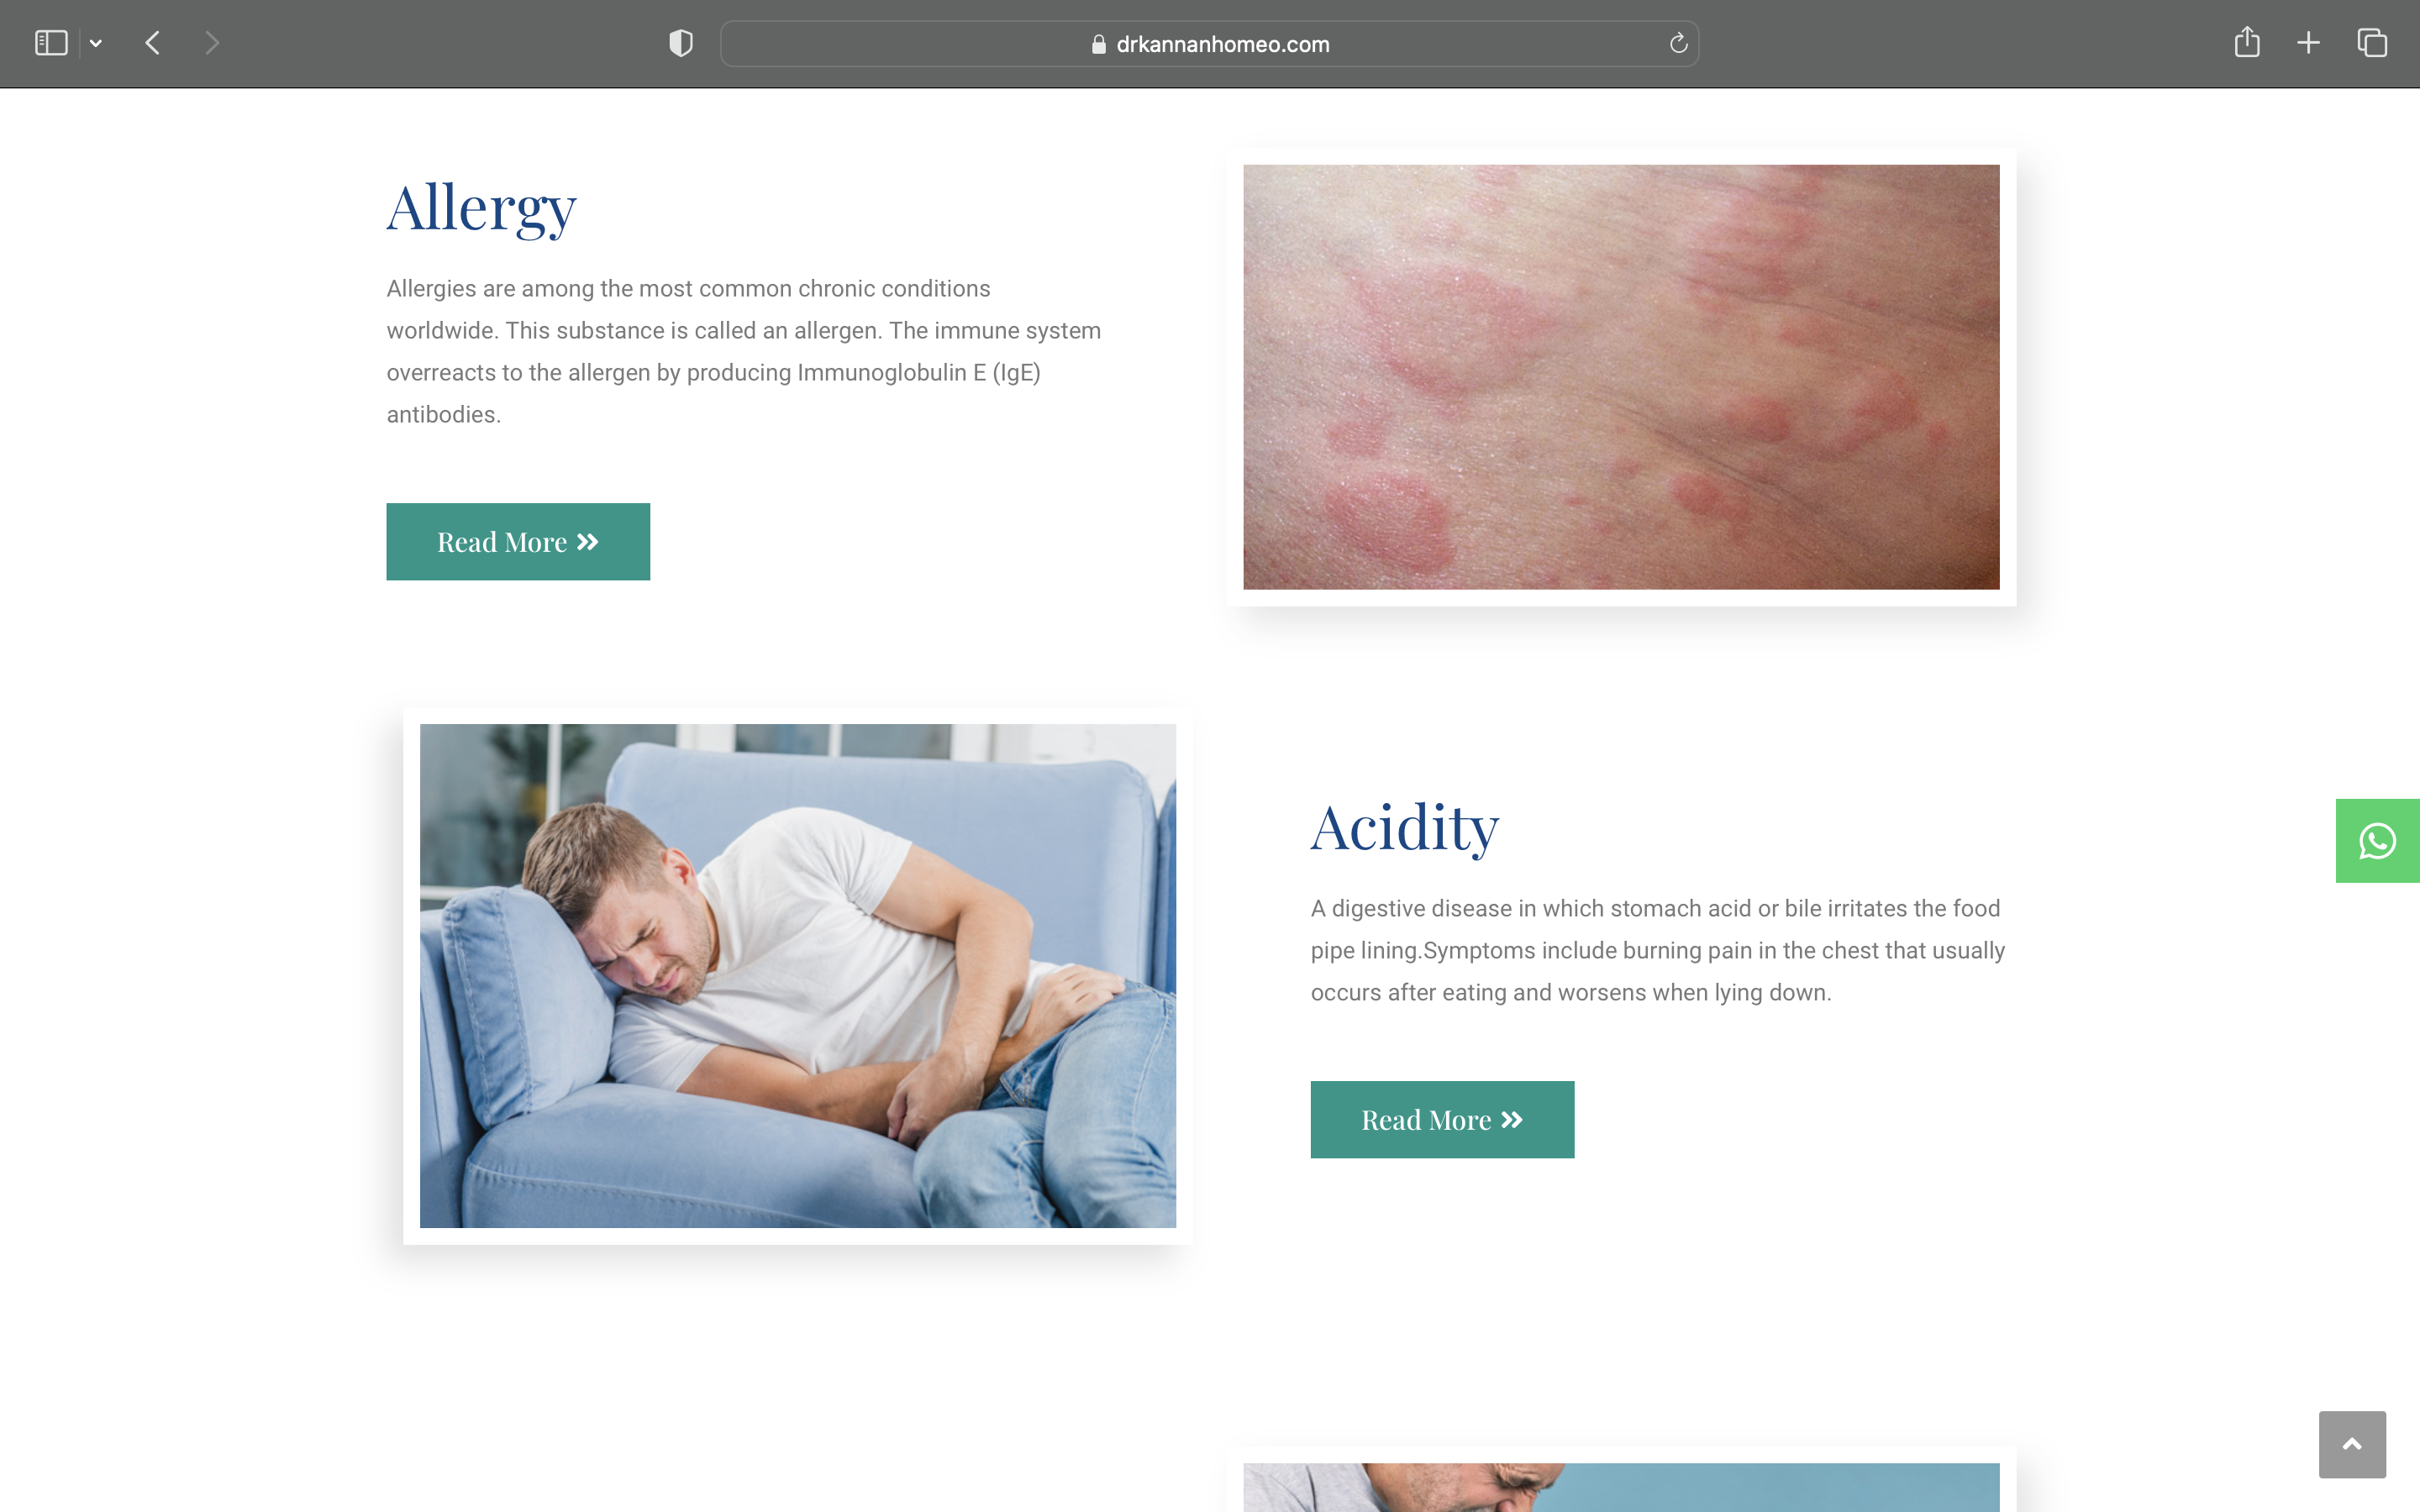 drkannanhomeo.com
Allergy
Allergies are among the most common chronic conditions
worldwide. This substance is called an allergen. The immune system
overreacts to the allergen by producing Immunoglobulin E (IgE)
antibodies.
Read More
Acidity
A digestive disease in which stomach acid or bile irritates the food
pipe lining.Symptoms include burning pain in the chest that usually
occurs after eating and worsens when lying down.
Read More